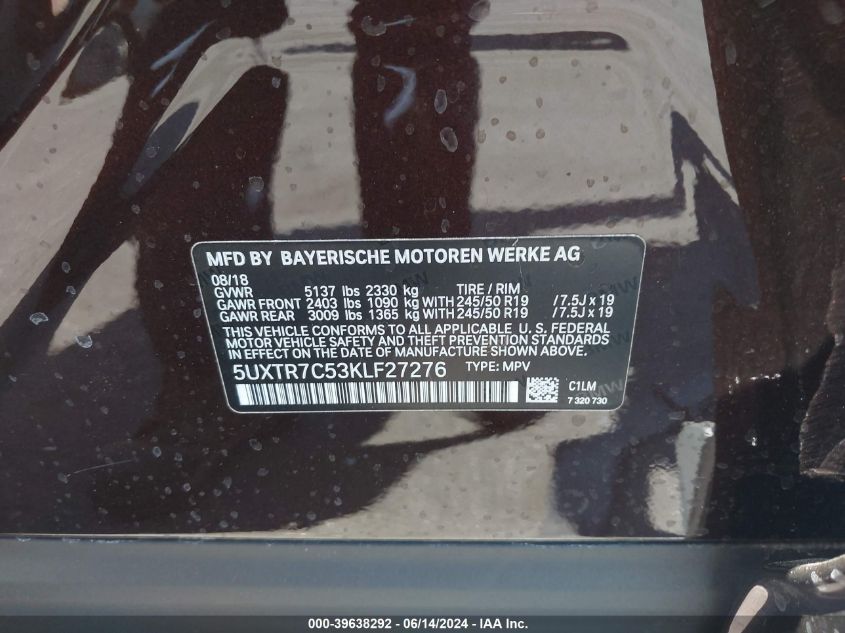 MFD BY BAYERISCHE MOTOREN WERKE AG
08/18
GVWR 5137 lbs 2330 kg TIRE / RIM
GAWR FRONT 2403 lbs 1090 kg WITH 245/50 R19 /7.5J x 19
GAWR REAR 3009 lbs 1365 kg WITH 245/50 R19 /7.5J x 19
THIS VEHICLE CONFORMS TO ALL APPLICABLE U. S. FEDERAL
MOTOR VEHICLE SAFETY AND THEFT PREVENTION STANDARDS
IN EFFECT ON THE DATE OF MANUFACTURE SHOWN ABOVE.
5UXTR7C53KLF27276 TYPE: MPV
C1LM
7 320 730
000-39638292 - 06/14/2024 - IAA Inc.